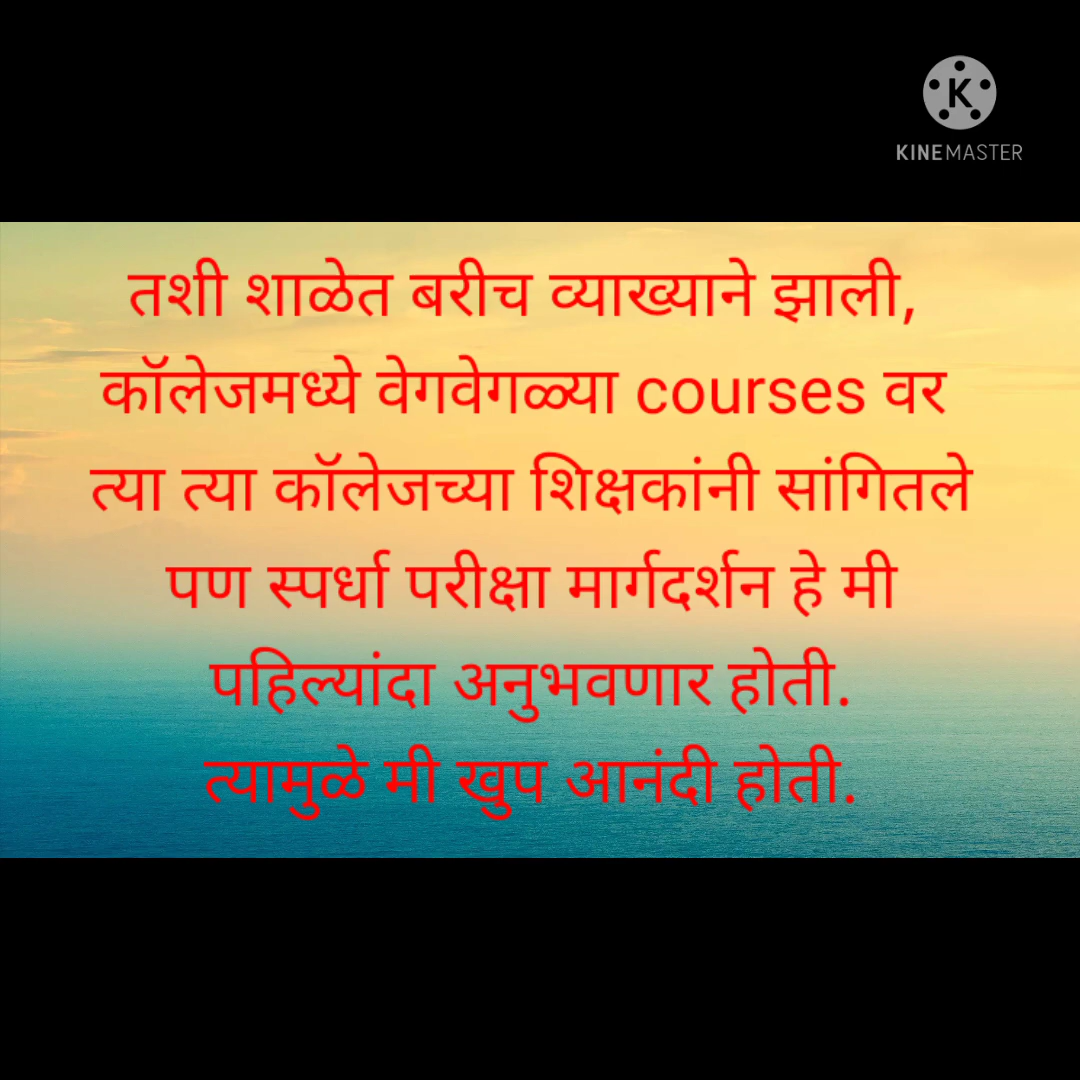 KINEMASTER
तशी शाळेत बरीच व्याख्याने झाली,
कॉलेजमध्ये वेगवेगळ्या courses वर
त्या त्या कॉलेजच्या शिक्षकांनी सांगितले
पण स्पर्धा परीक्षा मार्गदर्शन हे मी
पहिल्यांदा अनुभवणार होती.
त्यामुळे मी खुप आनंदी होती.